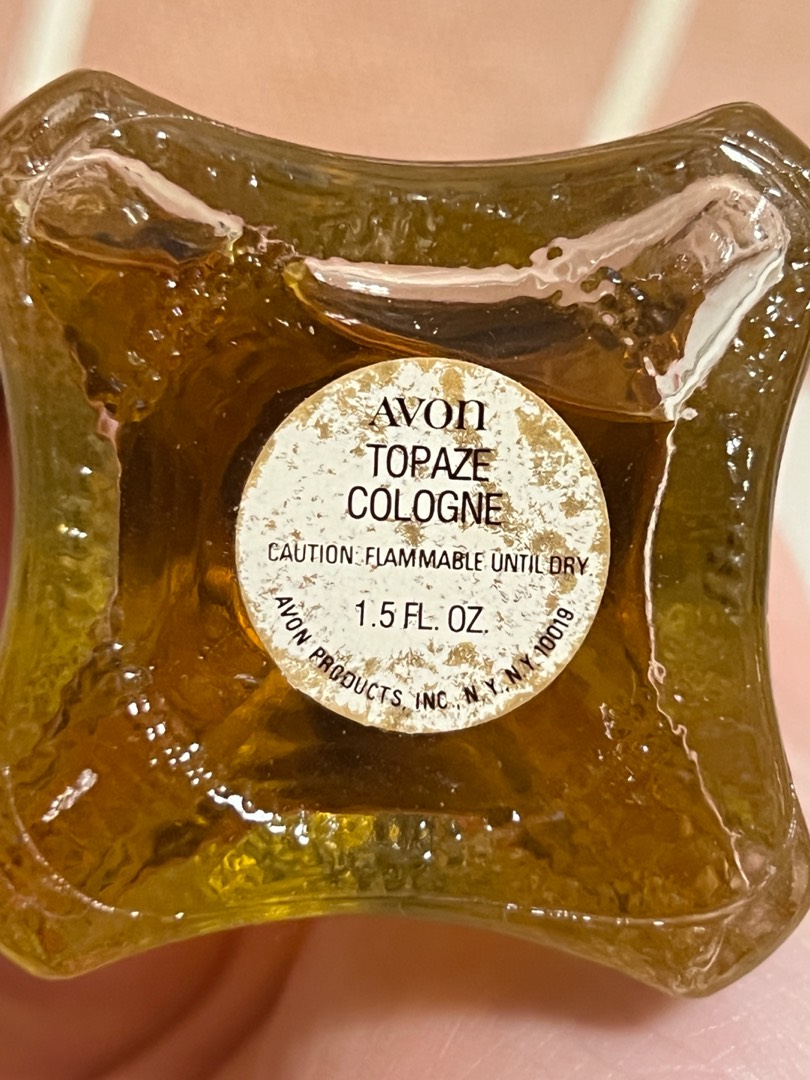 AVON
TOPAZE
COLOGNE
CAUTION: FLAMMABLE UNTIL DRY
1.5 FL. OZ.
AVON PRODUCTS, INC., N.Y., N.Y. 10019